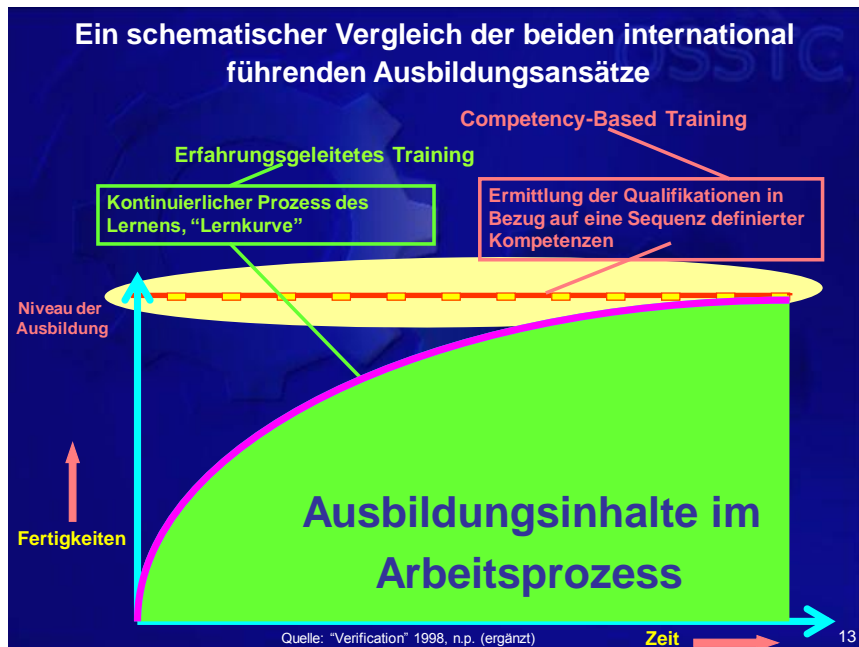 Ein schematischer Vergleich der beiden international
führenden Ausbildungsansätze
OSSTC
Competency-Based Training
Erfahrungsgeleitetes Training
Kontinuierlicher Prozess des
Lernens, “Lernkurve”
Ermittlung der Qualifikationen in
Bezug auf eine Sequenz definierter
Kompetenzen
Niveau der
Ausbildung
Ausbildungsinhalte im
Arbeitsprozess
Fertigkeiten
Quelle: “Verification” 1998, n.p. (ergänzt)
Zeit
13